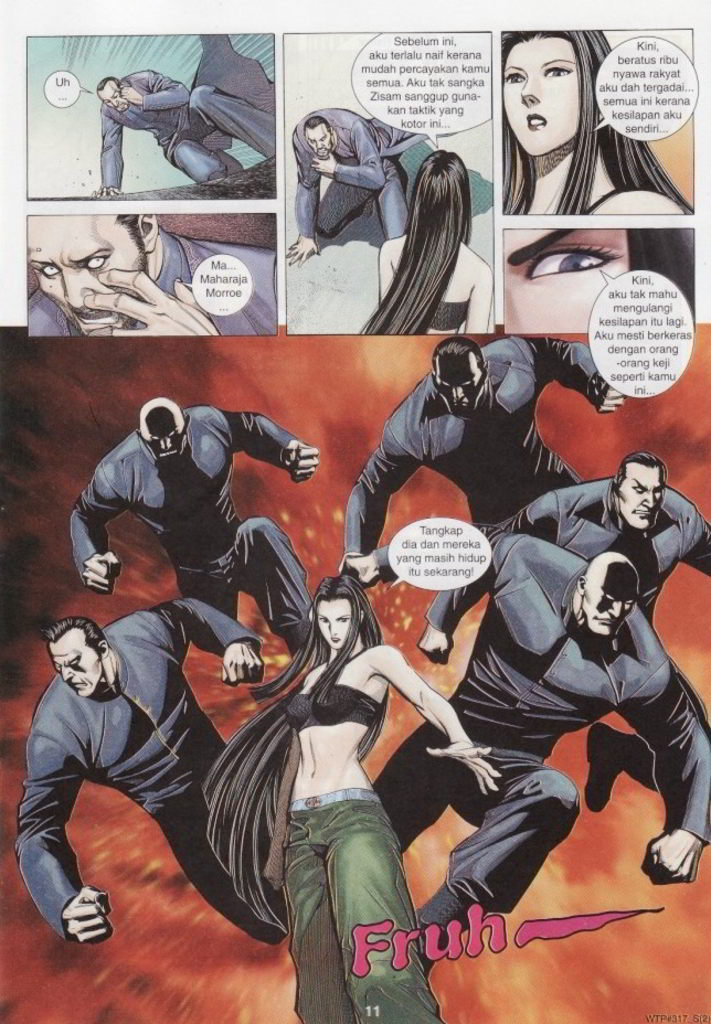 Uh
...
Sebelum ini,
aku terlalu naif kerana
mudah percayakan kamu
semua. Aku tak sangka
Zisam sanggup guna-
kan taktik yang
kotor ini...
Kini,
beratus ribu
nyawa rakyat
aku tergadai...
semua ini kerana
kesilapan aku
sendiri...
Ma...
Maharaja
Morroe
...
Kini,
aku tak mahu
mengulangi
kesilapan itu lagi.
Aku mesti berkeras
dengan orang
-orang keji
seperti kamu
ini...
Tangkap
dia dan mereka
yang masih hidup
itu sekarang!
Fruh
11
WTP#317_S(2)